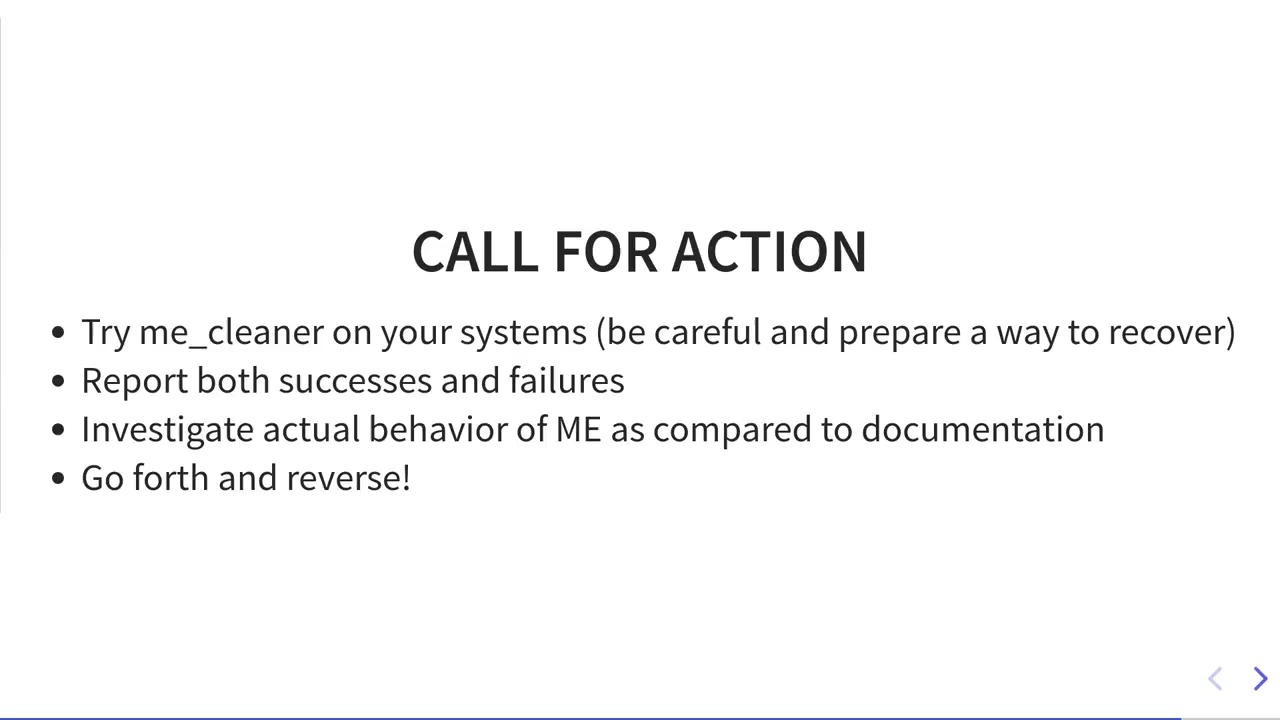 CALL FOR ACTION
• Try me_cleaner on your systems (be careful and prepare a way to recover)
• Report both successes and failures
• Investigate actual behavior of ME as compared to documentation
• Go forth and reverse!